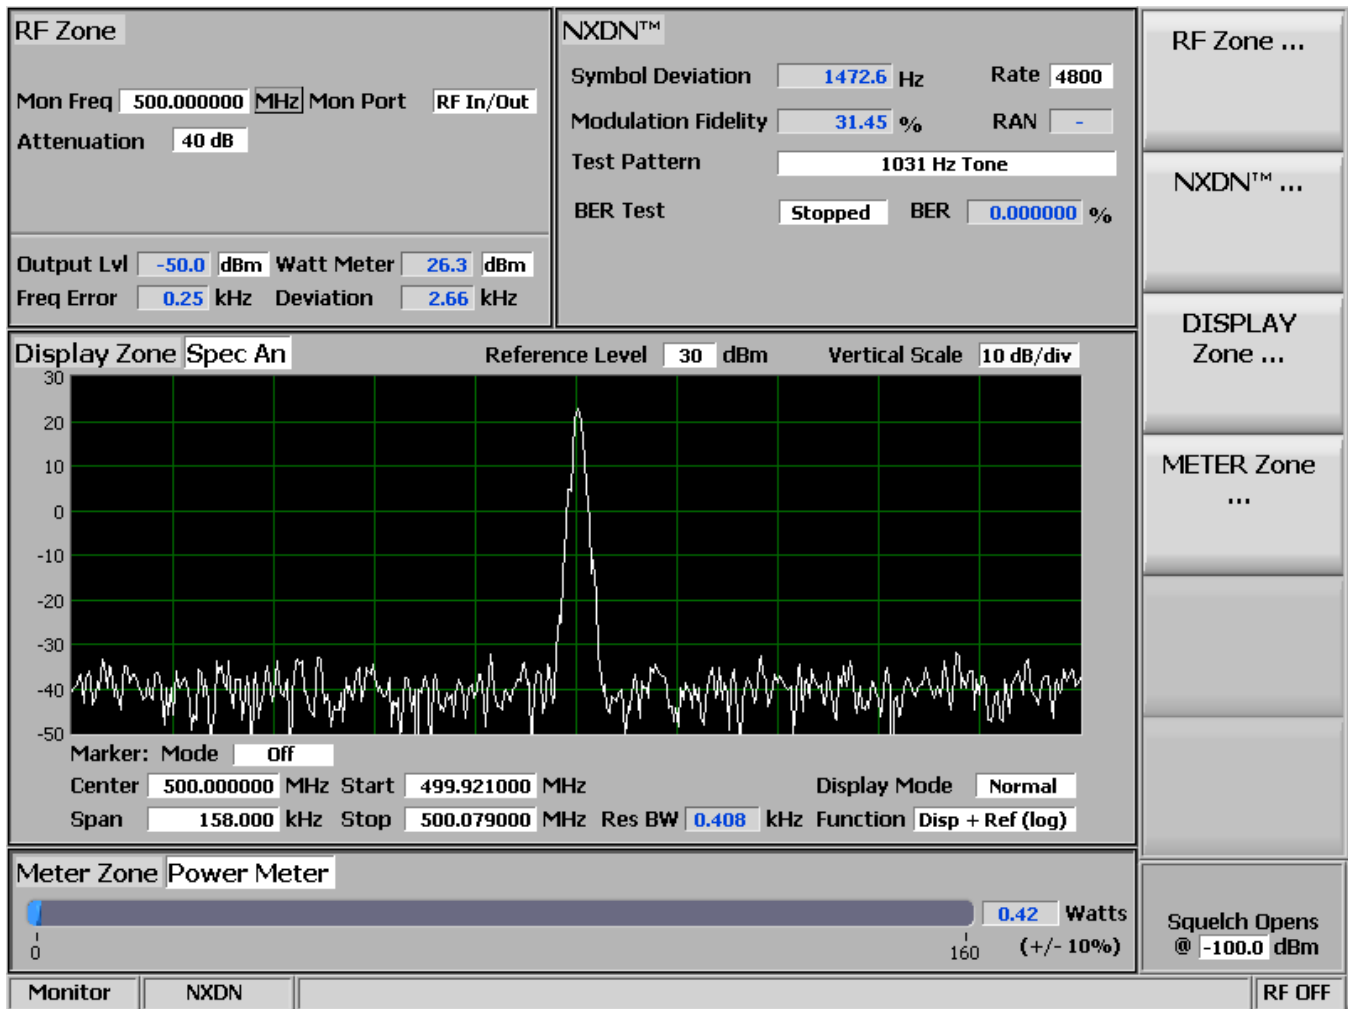 RF Zone
Mon Freq 500.000000 MHz Mon Port RF In/Out
Attenuation 40 dB
Output Lvl -50.0 dBm Watt Meter 26.3 dBm
Freq Error 0.25 kHz Deviation 2.66 kHz
NXDN™
Symbol Deviation 1472.6 Hz Rate 4800
Modulation Fidelity 31.45 % RAN -
Test Pattern 1031 Hz Tone
BER Test Stopped BER 0.000000 %
Display Zone Spec An Reference Level 30 dBm Vertical Scale 10 dB/div
30
20
10
0
-10
-20
-30
-40
-50
Marker: Mode Off
Center 500.000000 MHz Start 499.921000 MHz Display Mode Normal
Span 158.000 kHz Stop 500.079000 MHz Res BW 0.408 kHz Function Disp + Ref (log)
Meter Zone Power Meter
0.42 Watts
0 160 (+/- 10%)
RF Zone ...
NXDN™ ...
DISPLAY
Zone ...
METER Zone
...
Squelch Opens
@ -100.0 dBm
Monitor NXDN RF OFF